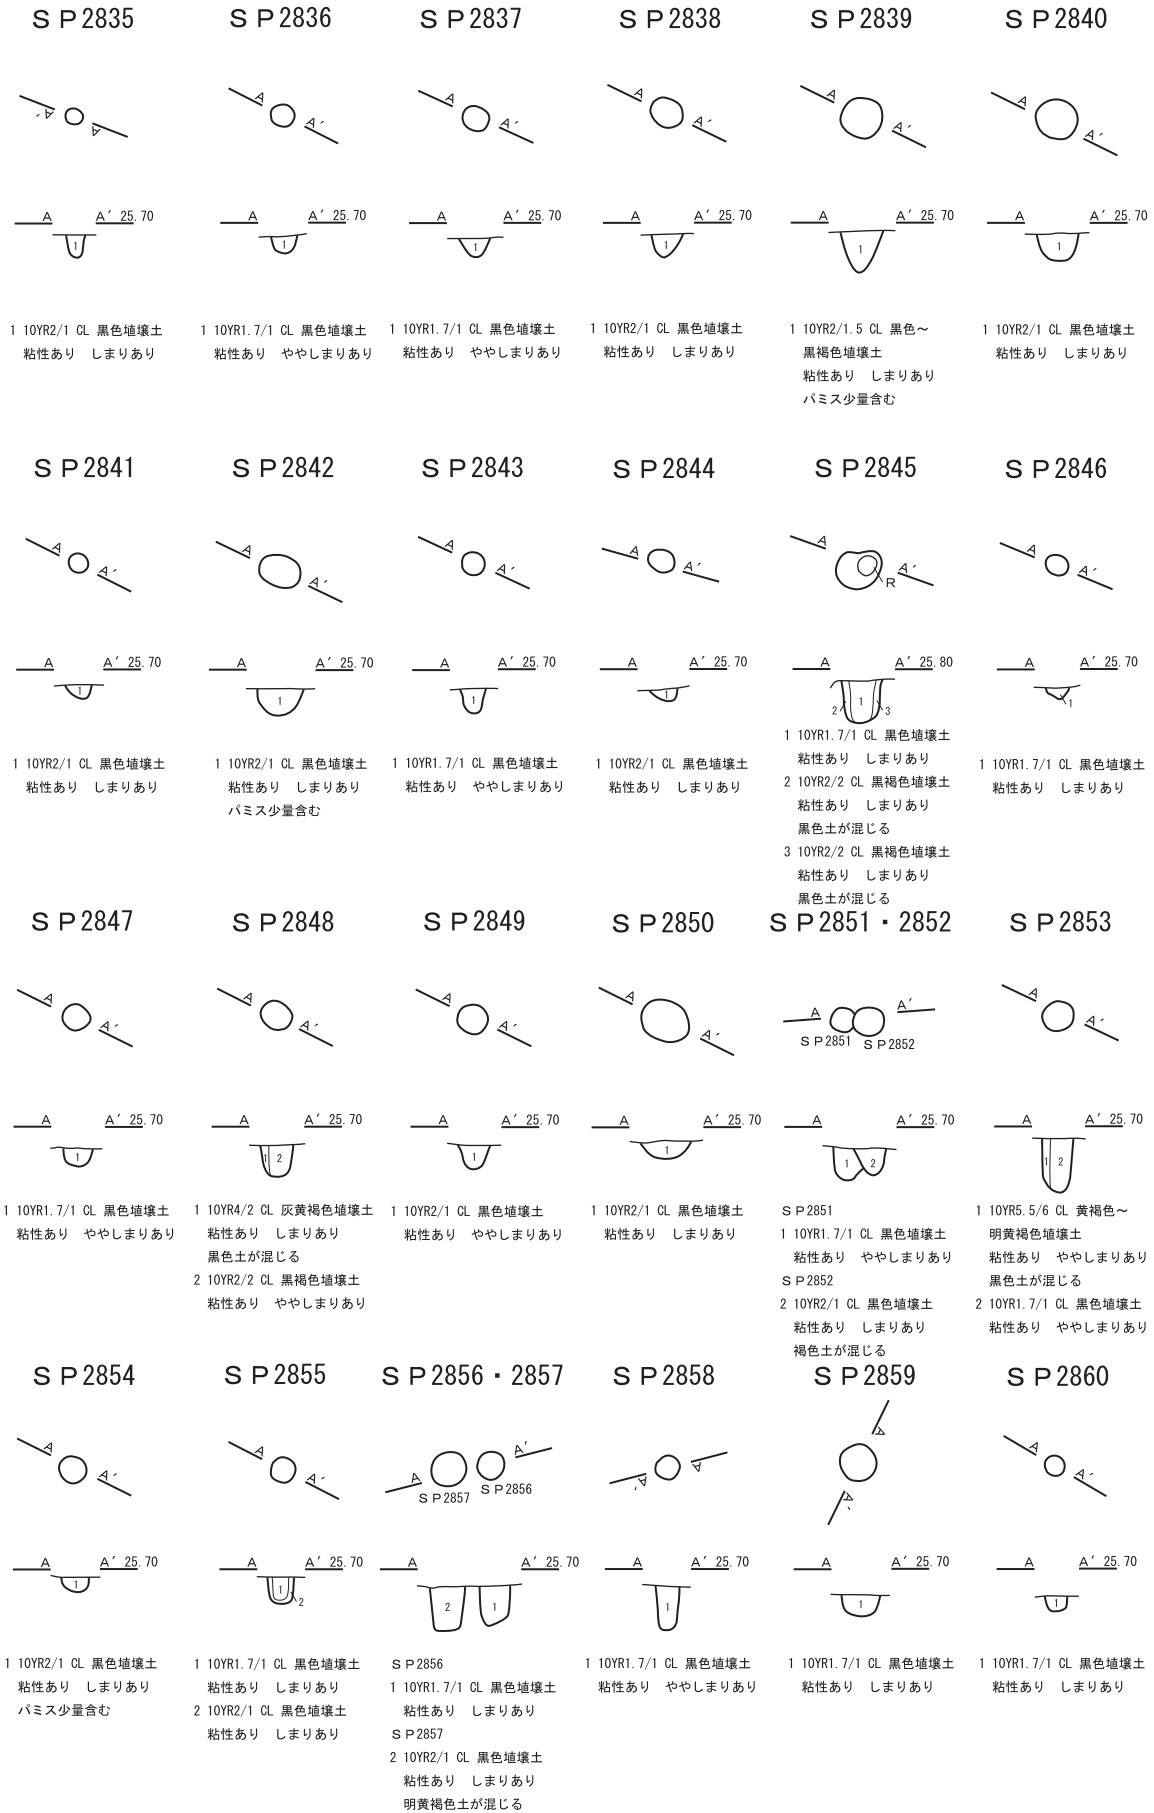 ＳＰ2835
A'
A
A A' 25.70
1
1 10YR2/1 CL 黒色埴壌土
粘性あり しまりあり
ＳＰ2836
A
A'
A A' 25.70
1
1 10YR1.7/1 CL 黒色埴壌土
粘性あり ややしまりあり
ＳＰ2837
A
A'
A A' 25.70
1
1 10YR1.7/1 CL 黒色埴壌土
粘性あり ややしまりあり
ＳＰ2838
A
A'
A A' 25.70
1
1 10YR2/1 CL 黒色埴壌土
粘性あり しまりあり
ＳＰ2839
A
A'
A A' 25.70
1
1 10YR2/1.5 CL 黒色～
黒褐色埴壌土
粘性あり しまりあり
パミス少量含む
ＳＰ2840
A
A'
A A' 25.70
1
1 10YR2/1 CL 黒色埴壌土
粘性あり しまりあり
ＳＰ2841
A
A'
A A' 25.70
1
1 10YR2/1 CL 黒色埴壌土
粘性あり しまりあり
ＳＰ2842
A
A'
A A' 25.70
1
1 10YR2/1 CL 黒色埴壌土
粘性あり しまりあり
パミス少量含む
ＳＰ2843
A
A'
A A' 25.70
1
1 10YR1.7/1 CL 黒色埴壌土
粘性あり ややしまりあり
ＳＰ2844
A
A'
A A' 25.70
1
1 10YR2/1 CL 黒色埴壌土
粘性あり しまりあり
ＳＰ2845
A
A'
R
A A' 25.80
2 1 3
1 10YR1.7/1 CL 黒色埴壌土
粘性あり しまりあり
2 10YR2/2 CL 黒褐色埴壌土
粘性あり しまりあり
黒色土が混じる
3 10YR2/2 CL 黒褐色埴壌土
粘性あり しまりあり
黒色土が混じる
ＳＰ2846
A
A'
A A' 25.70
1
1 10YR1.7/1 CL 黒色埴壌土
粘性あり しまりあり
ＳＰ2847
A
A'
A A' 25.70
1
1 10YR1.7/1 CL 黒色埴壌土
粘性あり ややしまりあり
ＳＰ2848
A
A'
A A' 25.70
1 2
1 10YR4/2 CL 灰黄褐色埴壌土
粘性あり しまりあり
黒色土が混じる
2 10YR2/2 CL 黒褐色埴壌土
粘性あり ややしまりあり
ＳＰ2849
A
A'
A A' 25.70
1
1 10YR2/1 CL 黒色埴壌土
粘性あり ややしまりあり
ＳＰ2850
A
A'
A A' 25.70
1
1 10YR2/1 CL 黒色埴壌土
粘性あり しまりあり
ＳＰ2851・2852
A A'
ＳＰ2851 ＳＰ2852
A A' 25.70
1 2
ＳＰ2851
1 10YR1.7/1 CL 黒色埴壌土
粘性あり ややしまりあり
ＳＰ2852
2 10YR2/1 CL 黒色埴壌土
粘性あり しまりあり
褐色土が混じる
ＳＰ2853
A
A'
A A' 25.70
1 2
1 10YR5.5/6 CL 黄褐色～
明黄褐色埴壌土
粘性あり ややしまりあり
黒色土が混じる
2 10YR1.7/1 CL 黒色埴壌土
粘性あり ややしまりあり
ＳＰ2854
A
A'
A A' 25.70
1
1 10YR2/1 CL 黒色埴壌土
粘性あり しまりあり
パミス少量含む
ＳＰ2855
A
A'
A A' 25.70
1 2
1 10YR1.7/1 CL 黒色埴壌土
粘性あり しまりあり
2 10YR2/1 CL 黒色埴壌土
粘性あり しまりあり
ＳＰ2856・2857
A A'
ＳＰ2857 ＳＰ2856
A A' 25.70
2 1
ＳＰ2856
1 10YR1.7/1 CL 黒色埴壌土
粘性あり しまりあり
ＳＰ2857
2 10YR2/1 CL 黒色埴壌土
粘性あり しまりあり
明黄褐色土が混じる
ＳＰ2858
A' A
A A' 25.70
1
1 10YR1.7/1 CL 黒色埴壌土
粘性あり ややしまりあり
ＳＰ2859
A
A'
A A' 25.70
1
1 10YR1.7/1 CL 黒色埴壌土
粘性あり しまりあり
ＳＰ2860
A
A'
A A' 25.70
1
1 10YR1.7/1 CL 黒色埴壌土
粘性あり しまりあり